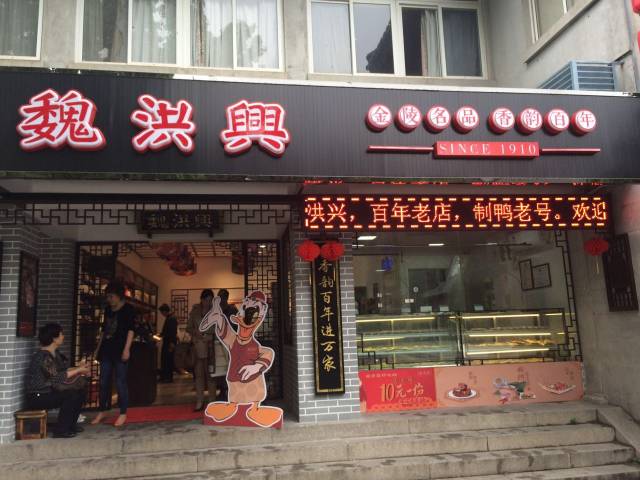 魏洪興
金陵名品香韵百年
SINCE 1910
洪兴，百年老店，制鸭老号。欢迎
魏洪興
香韵百年进万家
10元一份